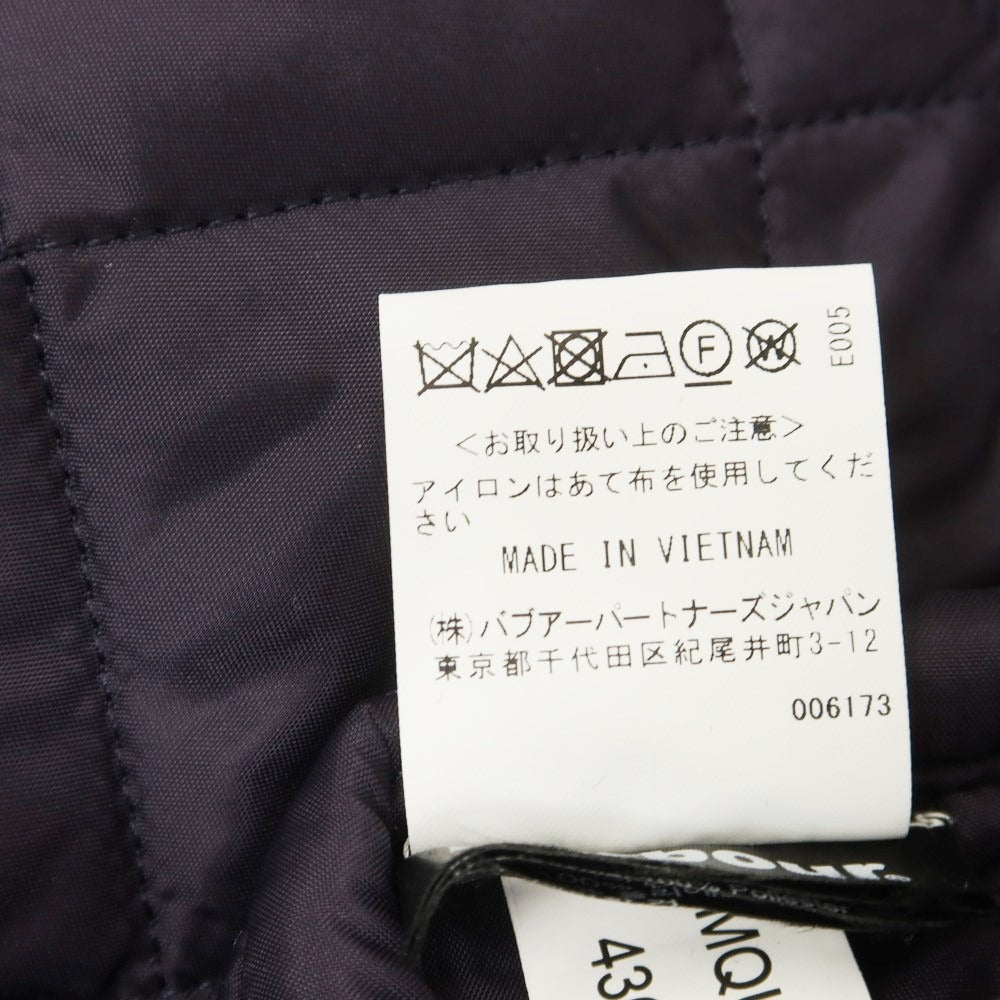 F W
E005
＜お取り扱い上のご注意＞
アイロンはあて布を使用してくだ
さい
MADE IN VIETNAM
(株)バブアーパートナーズジャパン
東京都千代田区紀尾井町3-12
006173